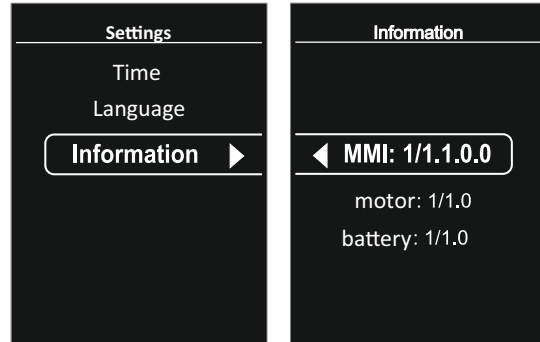 Settings
Time
Language
Information
Information
MMI: 1/1.1.0.0
motor: 1/1.0
battery: 1/1.0